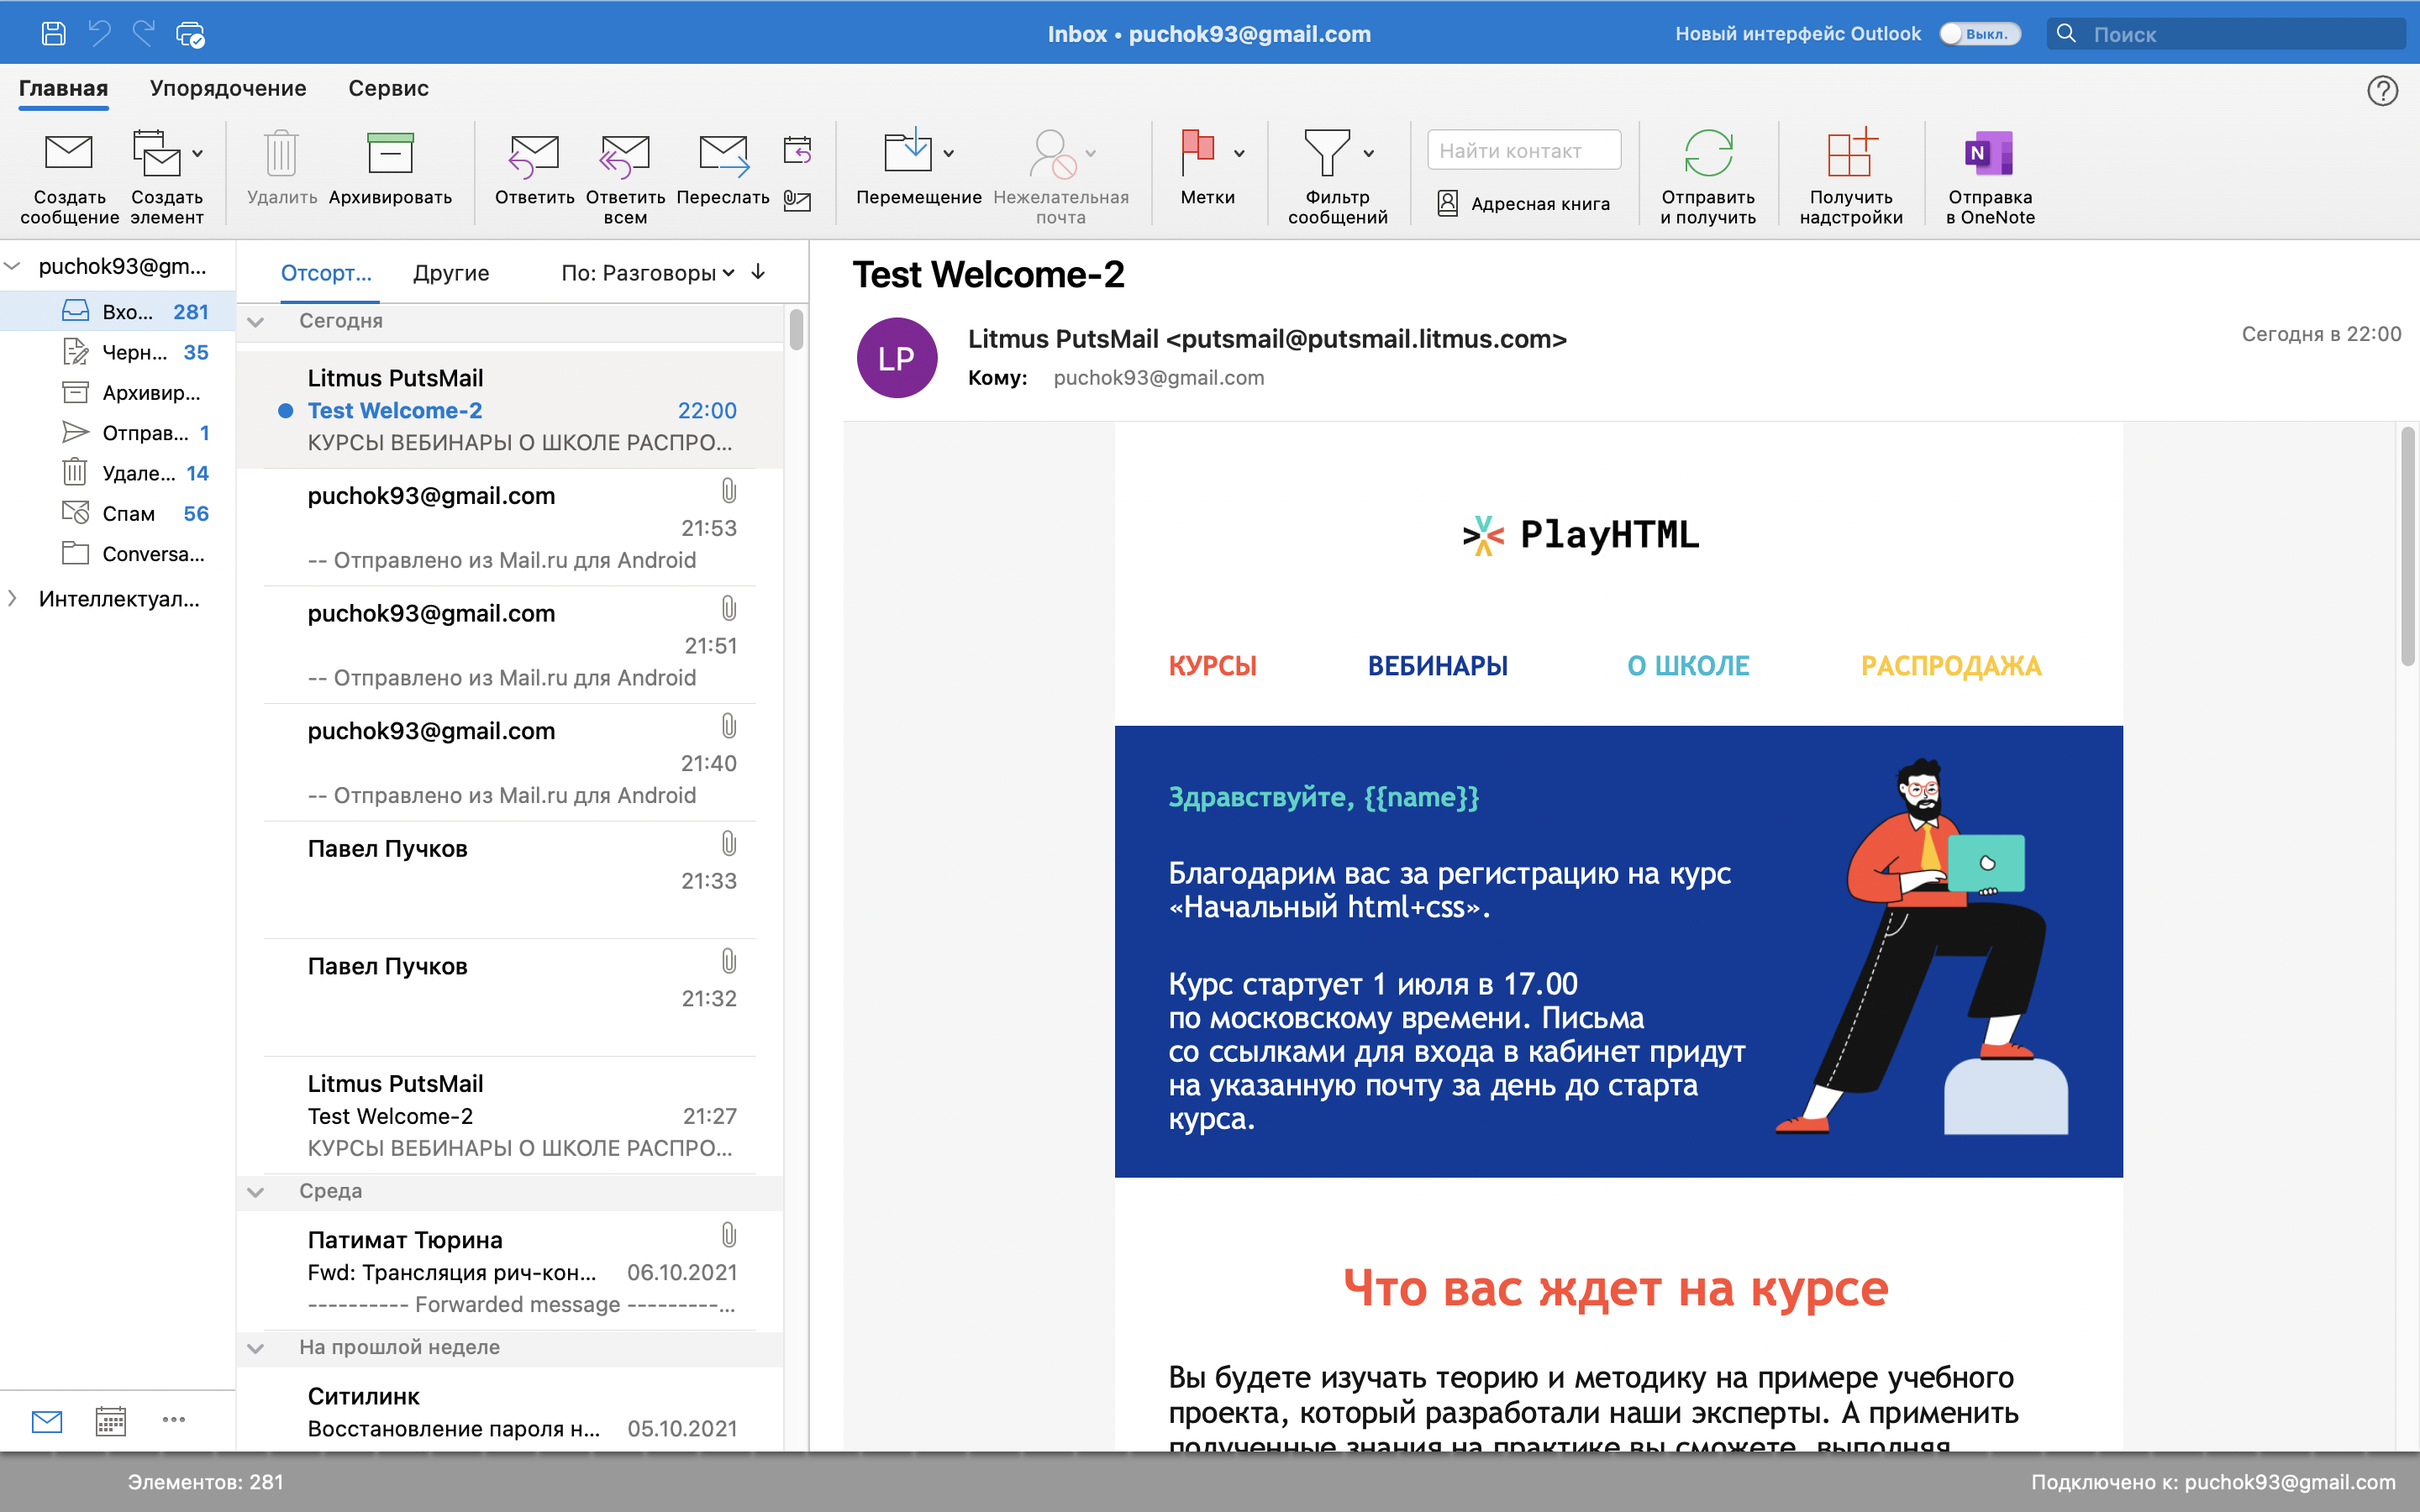 Inbox • puchok93@gmail.com
Новый интерфейс Outlook
Выкл.
Поиск
Главная
Упорядочение
Сервис
Создать сообщение
Создать элемент
Удалить
Архивировать
Ответить
Ответить всем
Переслать
Перемещение
Нежелательная почта
Метки
Фильтр сообщений
Найти контакт
Адресная книга
Отправить и получить
Получить надстройки
N
Отправка в OneNote
puchok93@gm...
Вхо... 281
Черн... 35
Архивир...
Отправ... 1
Удале... 14
Спам 56
Conversa...
Интеллектуал...
Отсорт...
Другие
По: Разговоры
Сегодня
Litmus PutsMail
Test Welcome-2 22:00
КУРСЫ ВЕБИНАРЫ О ШКОЛЕ РАСПРО...
puchok93@gmail.com
21:53
-- Отправлено из Mail.ru для Android
puchok93@gmail.com
21:51
-- Отправлено из Mail.ru для Android
puchok93@gmail.com
21:40
-- Отправлено из Mail.ru для Android
Павел Пучков
21:33
Павел Пучков
21:32
Litmus PutsMail
Test Welcome-2 21:27
КУРСЫ ВЕБИНАРЫ О ШКОЛЕ РАСПРО...
Среда
Патимат Тюрина
Fwd: Трансляция рич-кон... 06.10.2021
---------- Forwarded message ---------...
На прошлой неделе
Ситилинк
Восстановление пароля н... 05.10.2021
Test Welcome-2
LP
Litmus PutsMail <putsmail@putsmail.litmus.com>
Сегодня в 22:00
Кому: puchok93@gmail.com
PlayHTML
КУРСЫ ВЕБИНАРЫ О ШКОЛЕ РАСПРОДАЖА
Здравствуйте, {{name}}
Благодарим вас за регистрацию на курс
«Начальный html+css».
Курс стартует 1 июля в 17.00
по московскому времени. Письма
со ссылками для входа в кабинет придут
на указанную почту за день до старта
курса.
Что вас ждет на курсе
Вы будете изучать теорию и методику на примере учебного
проекта, который разработали наши эксперты. А применить
полученные знания на практике вы сможете, выполняя
Элементов: 281
Подключено к: puchok93@gmail.com